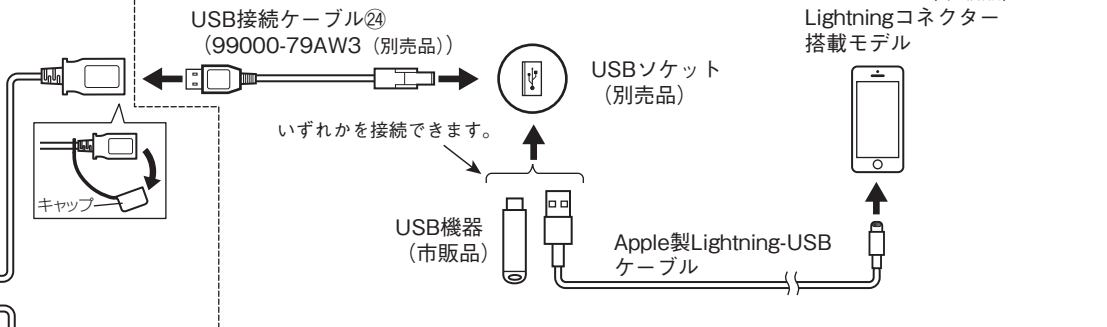 USB接続ケーブル㉔
（99000-79AW3（別売品））
Lightningコネクター
搭載モデル
USBソケット
（別売品）
いずれかを接続できます。
キャップ
USB機器
（市販品）
Apple製Lightning-USB
ケーブル